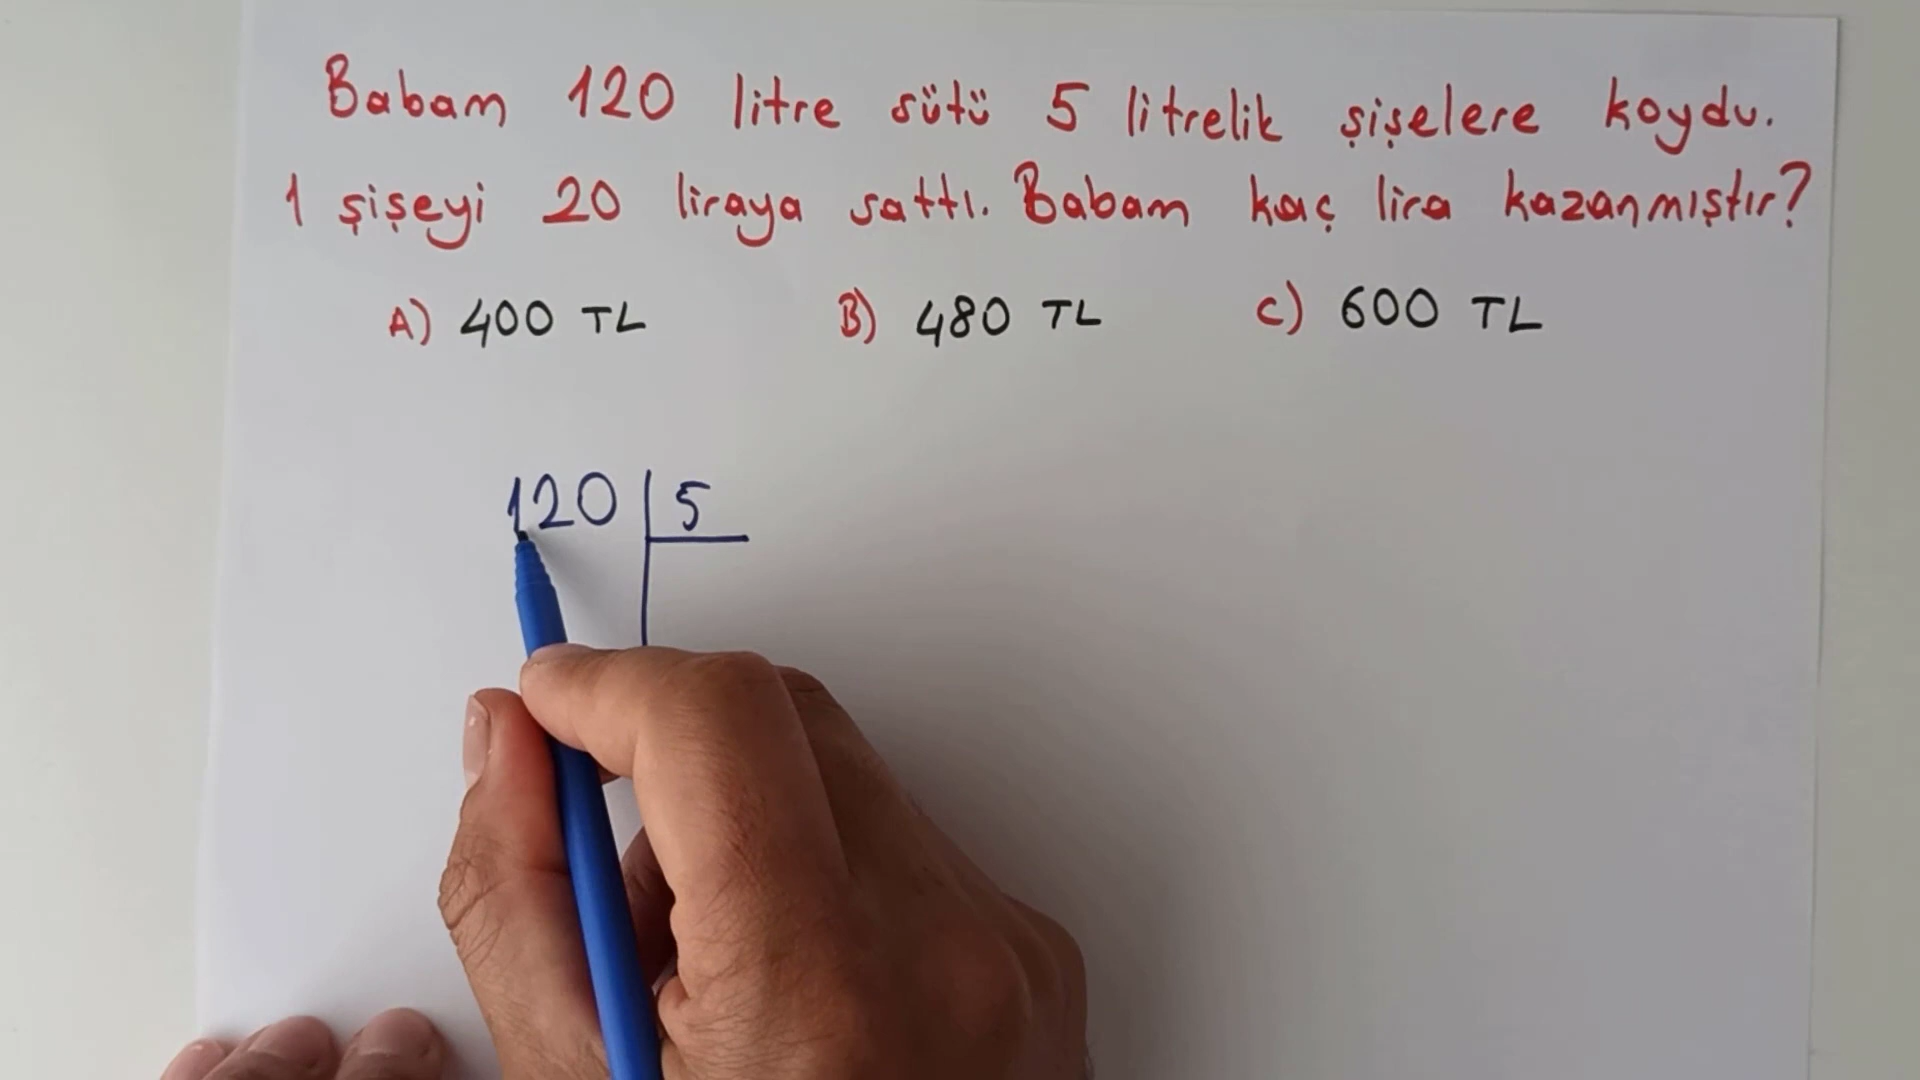 Babam 120 litre sütü 5 litrelik şişelere koydu.
1 şişeyi 20 liraya sattı. Babam kaç lira kazanmıştır?
A) 400 TL B) 480 TL C) 600 TL
120 5